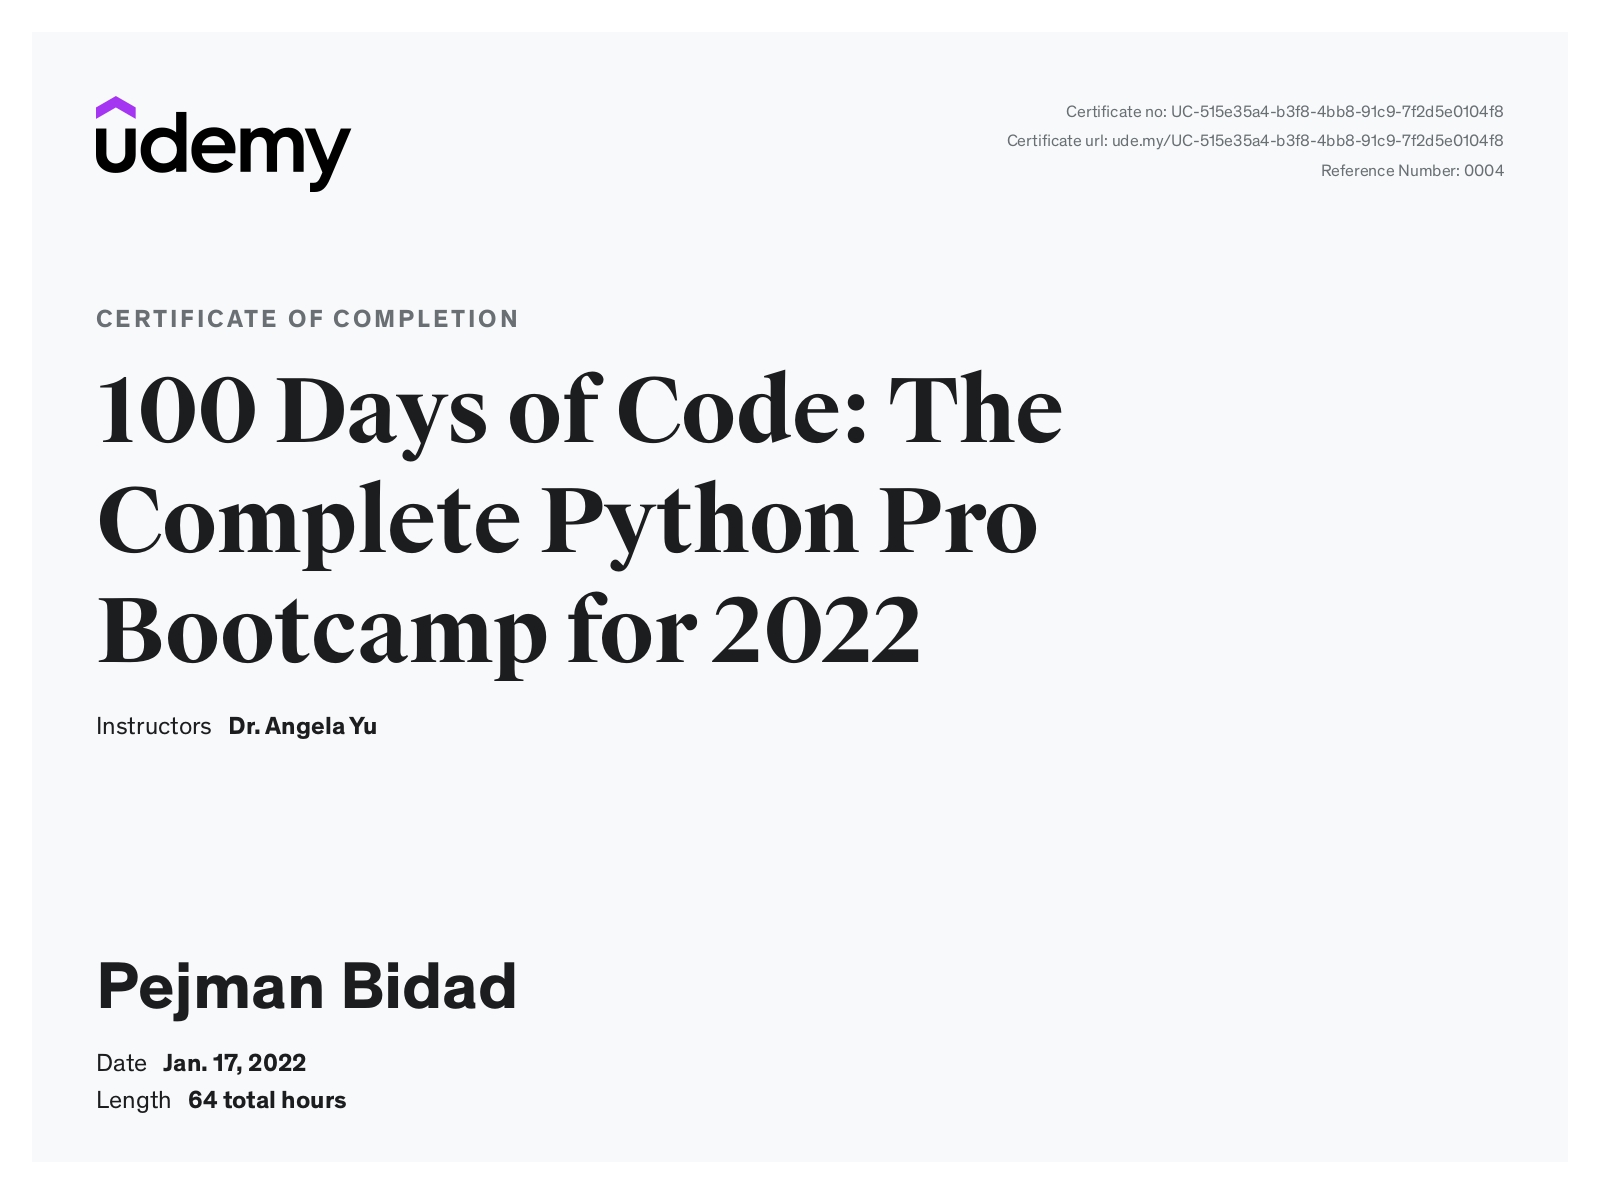 udemy
Certificate no: UC-515e35a4-b3f8-4bb8-91c9-7f2d5e0104f8
Certificate url: ude.my/UC-515e35a4-b3f8-4bb8-91c9-7f2d5e0104f8
Reference Number: 0004
CERTIFICATE OF COMPLETION
100 Days of Code: The
Complete Python Pro
Bootcamp for 2022
Instructors Dr. Angela Yu
Pejman Bidad
Date Jan. 17, 2022
Length 64 total hours